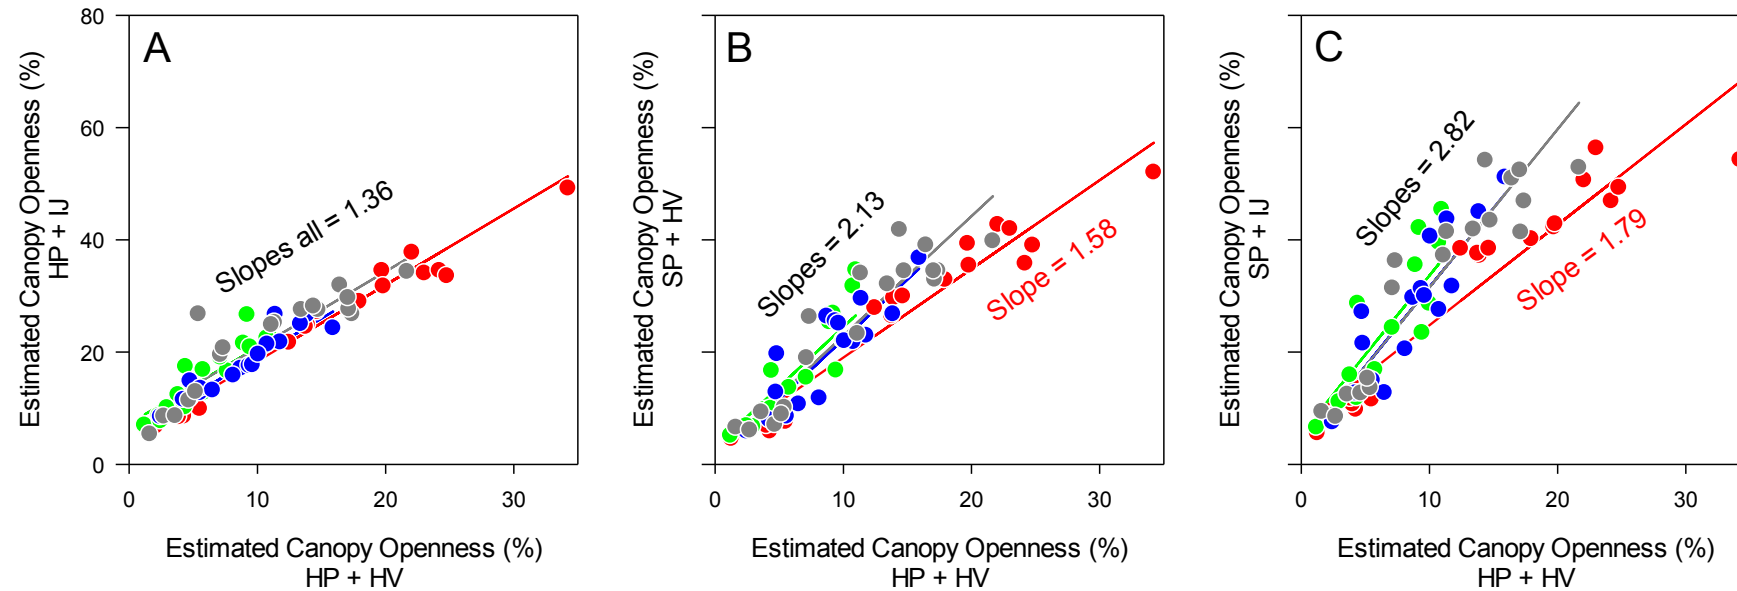 A
B
C
Estimated Canopy Openness (%)
HP + IJ
80
60
40
20
0
Slopes all = 1.36
0
10
20
30
Estimated Canopy Openness (%)
HP + HV
Estimated Canopy Openness (%)
SP + HV
Slopes = 2.13
Slope = 1.58
0
10
20
30
Estimated Canopy Openness (%)
HP + HV
Estimated Canopy Openness (%)
SP + IJ
Slopes = 2.82
Slope = 1.79
0
10
20
30
Estimated Canopy Openness (%)
HP + HV